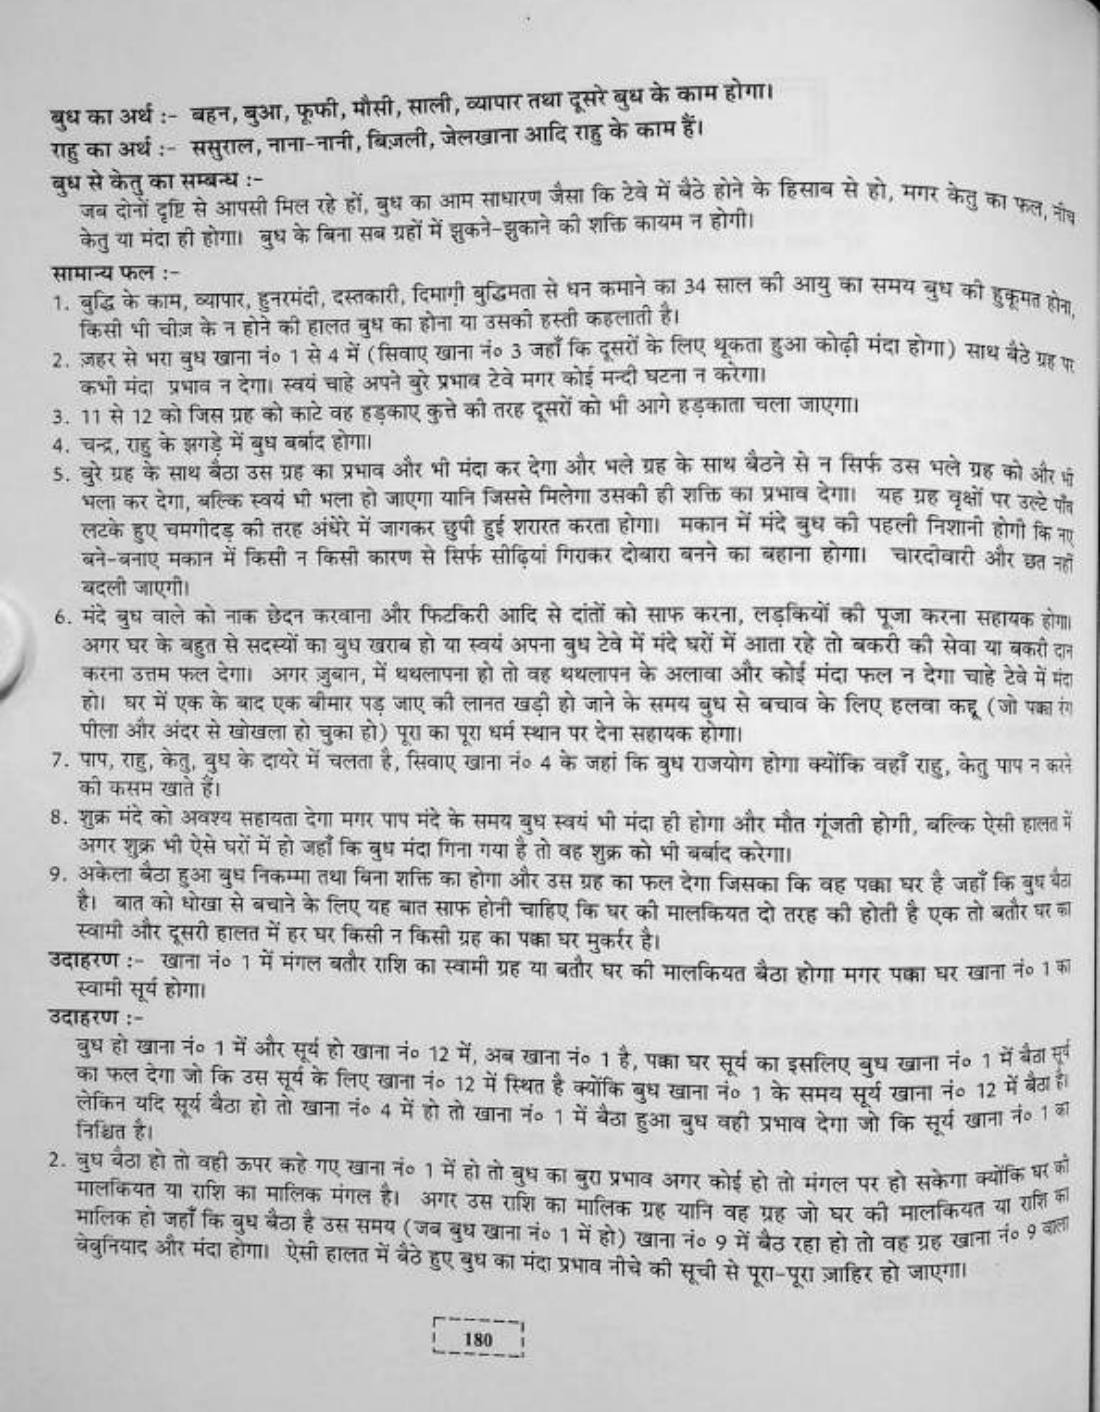 बुध का अर्थ :- बहन, बुआ, फूफी, मौसी, साली, व्यापार तथा दूसरे बुध के काम होगा।
राहु का अर्थ :- ससुराल, नाना-नानी, बिज़ली, जेलखाना आदि राहु के काम हैं।
बुध से केतु का सम्बन्ध :-
जब दोनों दृष्टि से आपसी मिल रहे हों, बुध का आम साधारण जैसा कि टेवे में बैठे होने के हिसाब से हो, मगर केतु का फल, नीच
केतु या मंदा ही होगा। बुध के बिना सब ग्रहों में झुकने-झुकाने की शक्ति कायम न होगी।
सामान्य फल :-
1. बुद्धि के काम, व्यापार, हुनरमंदी, दस्तकारी, दिमाग़ी बुद्धिमता से धन कमाने का 34 साल की आयु का समय बुध की हुकूमत होना,
किसी भी चीज़ के न होने की हालत बुध का होना या उसकी हस्ती कहलाती है।
2. ज़हर से भरा बुध खाना नं० 1 से 4 में (सिवाए खाना नं० 3 जहाँ कि दूसरों के लिए थूकता हुआ कोढ़ी मंदा होगा) साथ बैठे ग्रह पर
कभी मंदा प्रभाव न देगा। स्वयं चाहे अपने बुरे प्रभाव टेवे मगर कोई मन्दी घटना न करेगा।
3. 11 से 12 को जिस ग्रह को काटे वह हड़काए कुत्ते की तरह दूसरों को भी आगे हड़काता चला जाएगा।
4. चन्द्र, राहु के झगड़े में बुध बर्बाद होगा।
5. बुरे ग्रह के साथ बैठा उस ग्रह का प्रभाव और भी मंदा कर देगा और भले ग्रह के साथ बैठने से न सिर्फ उस भले ग्रह को और भी
भला कर देगा, बल्कि स्वयं भी भला हो जाएगा यानि जिससे मिलेगा उसकी ही शक्ति का प्रभाव देगा। यह ग्रह वृक्षों पर उल्टे पाँव
लटके हुए चमगीदड़ की तरह अंधेरे में जागकर छुपी हुई शरारत करता होगा। मकान में मंदे बुध की पहली निशानी होगी कि नए
बने-बनाए मकान में किसी न किसी कारण से सिर्फ सीढ़ियां गिराकर दोबारा बनने का बहाना होगा। चारदीवारी और छत नहीं
बदली जाएगी।
6. मंदे बुध वाले को नाक छेदन करवाना और फिटकिरी आदि से दांतों को साफ करना, लड़कियों की पूजा करना सहायक होगा।
अगर घर के बहुत से सदस्यों का बुध खराब हो या स्वयं अपना बुध टेवे में मंदे घरों में आता रहे तो बकरी की सेवा या बकरी दान
करना उत्तम फल देगा। अगर ज़ुबान, में थथलापना हो तो वह थथलापन के अलावा और कोई मंदा फल न देगा चाहे टेवे में मंदा
हो। घर में एक के बाद एक बीमार पड़ जाए की लानत खड़ी हो जाने के समय बुध से बचाव के लिए हलवा कद्दू (जो पक्का रंग
पीला और अंदर से खोखला हो चुका हो) पूरा का पूरा धर्म स्थान पर देना सहायक होगा।
7. पाप, राहु, केतु, बुध के दायरे में चलता है, सिवाए खाना नं० 4 के जहां कि बुध राजयोग होगा क्योंकि वहाँ राहु, केतु पाप न करने
की कसम खाते हैं।
8. शुक्र मंदे को अवश्य सहायता देगा मगर पाप मंदे के समय बुध स्वयं भी मंदा ही होगा और मौत गूंजती होगी, बल्कि ऐसी हालत में
अगर शुक्र भी ऐसे घरों में हो जहाँ कि बुध मंदा गिना गया है तो वह शुक्र को भी बर्बाद करेगा।
9. अकेला बैठा हुआ बुध निकम्मा तथा बिना शक्ति का होगा और उस ग्रह का फल देगा जिसका कि वह पक्का घर है जहाँ कि बुध बैठा
है। बात को धोखा से बचाने के लिए यह बात साफ होनी चाहिए कि घर की मालकियत दो तरह की होती है एक तो बतौर घर का
स्वामी और दूसरी हालत में हर घर किसी न किसी ग्रह का पक्का घर मुकर्रर है।
उदाहरण :- खाना नं० 1 में मंगल बतौर राशि का स्वामी ग्रह या बतौर घर की मालकियत बैठा होगा मगर पक्का घर खाना नं० 1 का
स्वामी सूर्य होगा।
उदाहरण :-
बुध हो खाना नं० 1 में और सूर्य हो खाना नं० 12 में, अब खाना नं० 1 है, पक्का घर सूर्य का इसलिए बुध खाना नं० 1 में बैठा सूर्य
का फल देगा जो कि उस सूर्य के लिए खाना नं० 12 में स्थित है क्योंकि बुध खाना नं० 1 के समय सूर्य खाना नं० 12 में बैठा है।
लेकिन यदि सूर्य बैठा हो तो खाना नं० 4 में हो तो खाना नं० 1 में बैठा हुआ बुध वही प्रभाव देगा जो कि सूर्य खाना नं० 1 का
निश्चित है।
2. बुध बैठा हो तो वही ऊपर कहे गए खाना नं० 1 में हो तो बुध का बुरा प्रभाव अगर कोई हो तो मंगल पर हो सकेगा क्योंकि घर की
मालकियत या राशि का मालिक मंगल है। अगर उस राशि का मालिक ग्रह यानि वह ग्रह जो घर की मालकियत या राशि का
मालिक हो जहाँ कि बुध बैठा है उस समय (जब बुध खाना नं० 1 में हो) खाना नं० 9 में बैठ रहा हो तो वह ग्रह खाना नं० 9 वाला
बेबुनियाद और मंदा होगा। ऐसी हालत में बैठे हुए बुध का मंदा प्रभाव नीचे की सूची से पूरा-पूरा ज़ाहिर हो जाएगा।
180